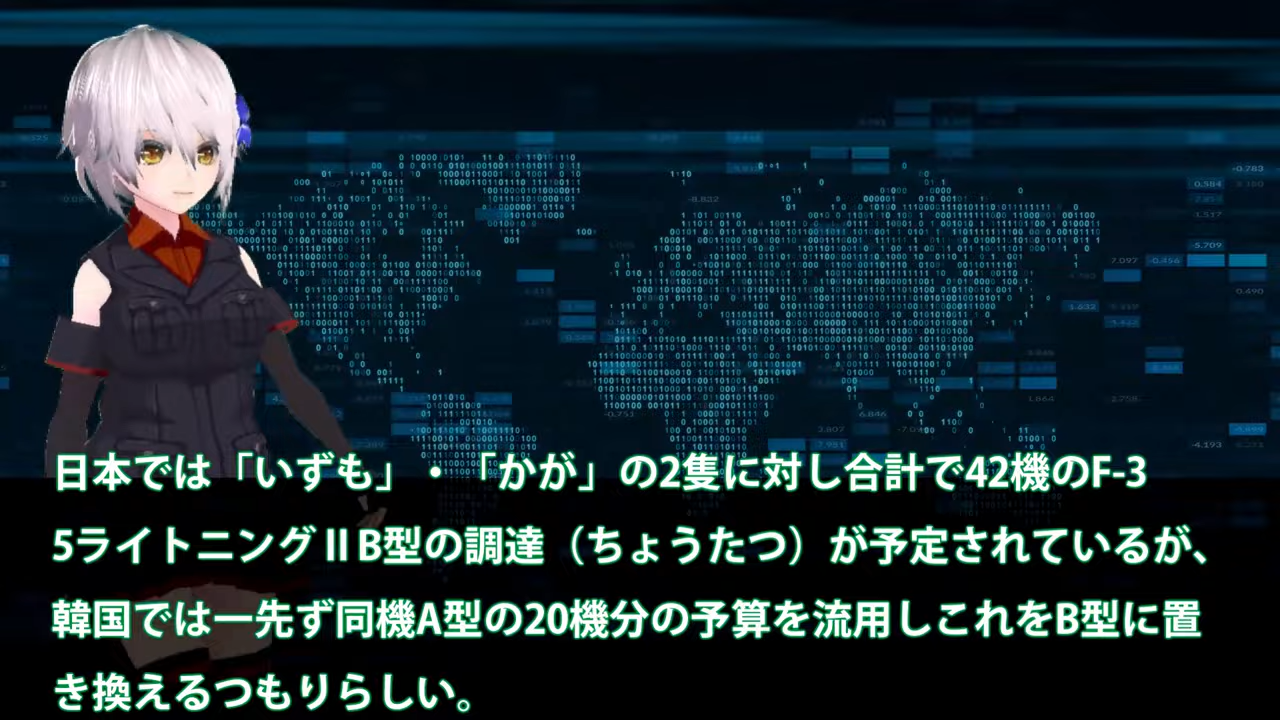 日本では「いずも」・「かが」の2隻に対し合計で42機のF-3
5ライトニングⅡB型の調達（ちょうたつ）が予定されているが、
韓国では一先ず同機A型の20機分の予算を流用しこれをB型に置
き換えるつもりらしい。